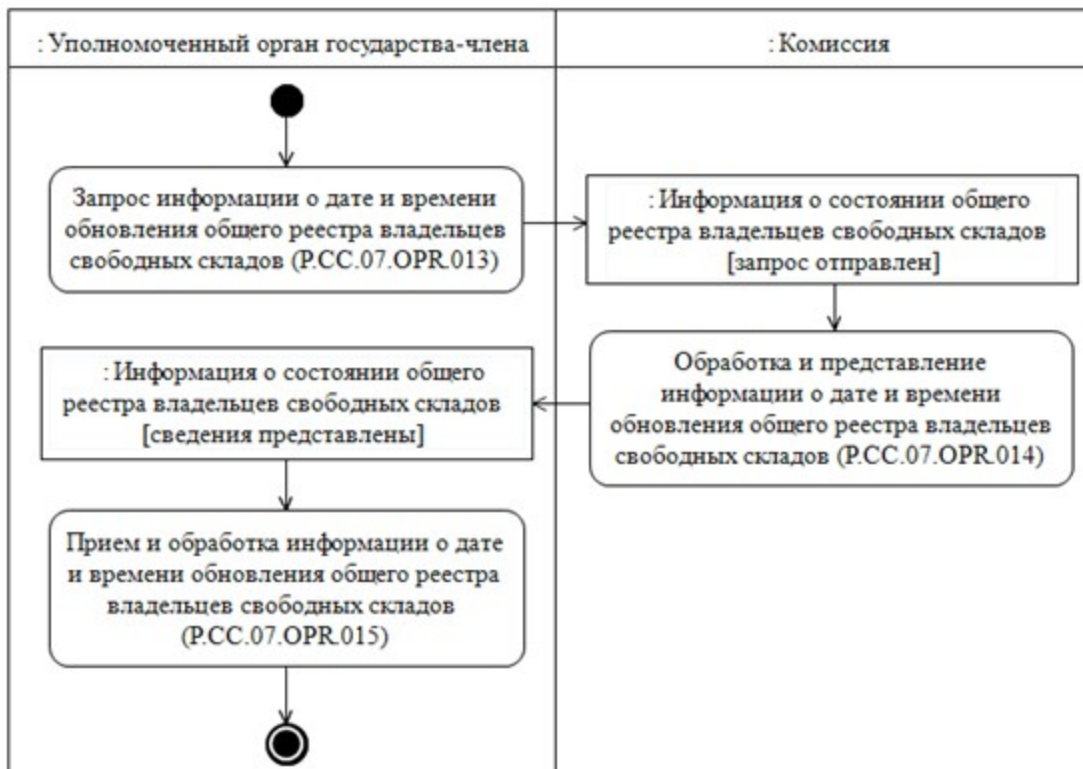 : Уполномоченный орган государства-члена
: Комиссия
Запрос информации о дате и времени
обновления общего реестра владельцев
свободных складов (P.CC.07.OPR.013)
: Информация о состоянии общего
реестра владельцев свободных складов
[запрос отправлен]
Обработка и представление
информации о дате и времени
обновления общего реестра владельцев
свободных складов (P.CC.07.OPR.014)
: Информация о состоянии общего
реестра владельцев свободных складов
[сведения представлены]
Прием и обработка информации о дате
и времени обновления общего реестра
владельцев свободных складов
(P.CC.07.OPR.015)